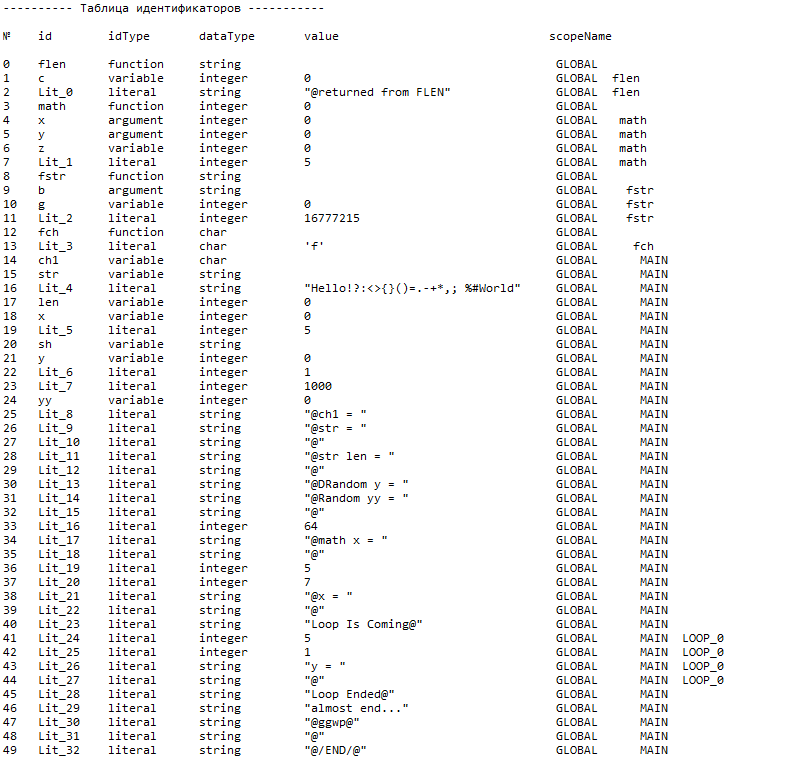 ---------- Таблица идентификаторов -----------
№ id idType dataType value scopeName
0 flen function string GLOBAL
1 c variable integer 0 GLOBAL flen
2 Lit_0 literal string "@returned from FLEN" GLOBAL flen
3 math function integer 0 GLOBAL
4 x argument integer 0 GLOBAL math
5 y argument integer 0 GLOBAL math
6 z variable integer 0 GLOBAL math
7 Lit_1 literal integer 5 GLOBAL math
8 fstr function string GLOBAL
9 b argument string GLOBAL fstr
10 g variable integer 0 GLOBAL fstr
11 Lit_2 literal integer 16777215 GLOBAL fstr
12 fch function char GLOBAL
13 Lit_3 literal char 'f' GLOBAL fch
14 ch1 variable char GLOBAL MAIN
15 str variable string GLOBAL MAIN
16 Lit_4 literal string "Hello!?:<>{}()=.-+*,; %#World" GLOBAL MAIN
17 len variable integer 0 GLOBAL MAIN
18 x variable integer 0 GLOBAL MAIN
19 Lit_5 literal integer 5 GLOBAL MAIN
20 sh variable string GLOBAL MAIN
21 y variable integer 0 GLOBAL MAIN
22 Lit_6 literal integer 1 GLOBAL MAIN
23 Lit_7 literal integer 1000 GLOBAL MAIN
24 yy variable integer 0 GLOBAL MAIN
25 Lit_8 literal string "@ch1 = " GLOBAL MAIN
26 Lit_9 literal string "@str = " GLOBAL MAIN
27 Lit_10 literal string "@" GLOBAL MAIN
28 Lit_11 literal string "@str len = " GLOBAL MAIN
29 Lit_12 literal string "@" GLOBAL MAIN
30 Lit_13 literal string "@DRandom y = " GLOBAL MAIN
31 Lit_14 literal string "@Random yy = " GLOBAL MAIN
32 Lit_15 literal string "@" GLOBAL MAIN
33 Lit_16 literal integer 64 GLOBAL MAIN
34 Lit_17 literal string "@math x = " GLOBAL MAIN
35 Lit_18 literal string "@" GLOBAL MAIN
36 Lit_19 literal integer 5 GLOBAL MAIN
37 Lit_20 literal integer 7 GLOBAL MAIN
38 Lit_21 literal string "@x = " GLOBAL MAIN
39 Lit_22 literal string "@" GLOBAL MAIN
40 Lit_23 literal string "Loop Is Coming@" GLOBAL MAIN
41 Lit_24 literal integer 5 GLOBAL MAIN LOOP_0
42 Lit_25 literal integer 1 GLOBAL MAIN LOOP_0
43 Lit_26 literal string "y = " GLOBAL MAIN LOOP_0
44 Lit_27 literal string "@" GLOBAL MAIN LOOP_0
45 Lit_28 literal string "Loop Ended@" GLOBAL MAIN
46 Lit_29 literal string "almost end..." GLOBAL MAIN
47 Lit_30 literal string "@ggwp@" GLOBAL MAIN
48 Lit_31 literal string "@" GLOBAL MAIN
49 Lit_32 literal string "@/END/@" GLOBAL MAIN